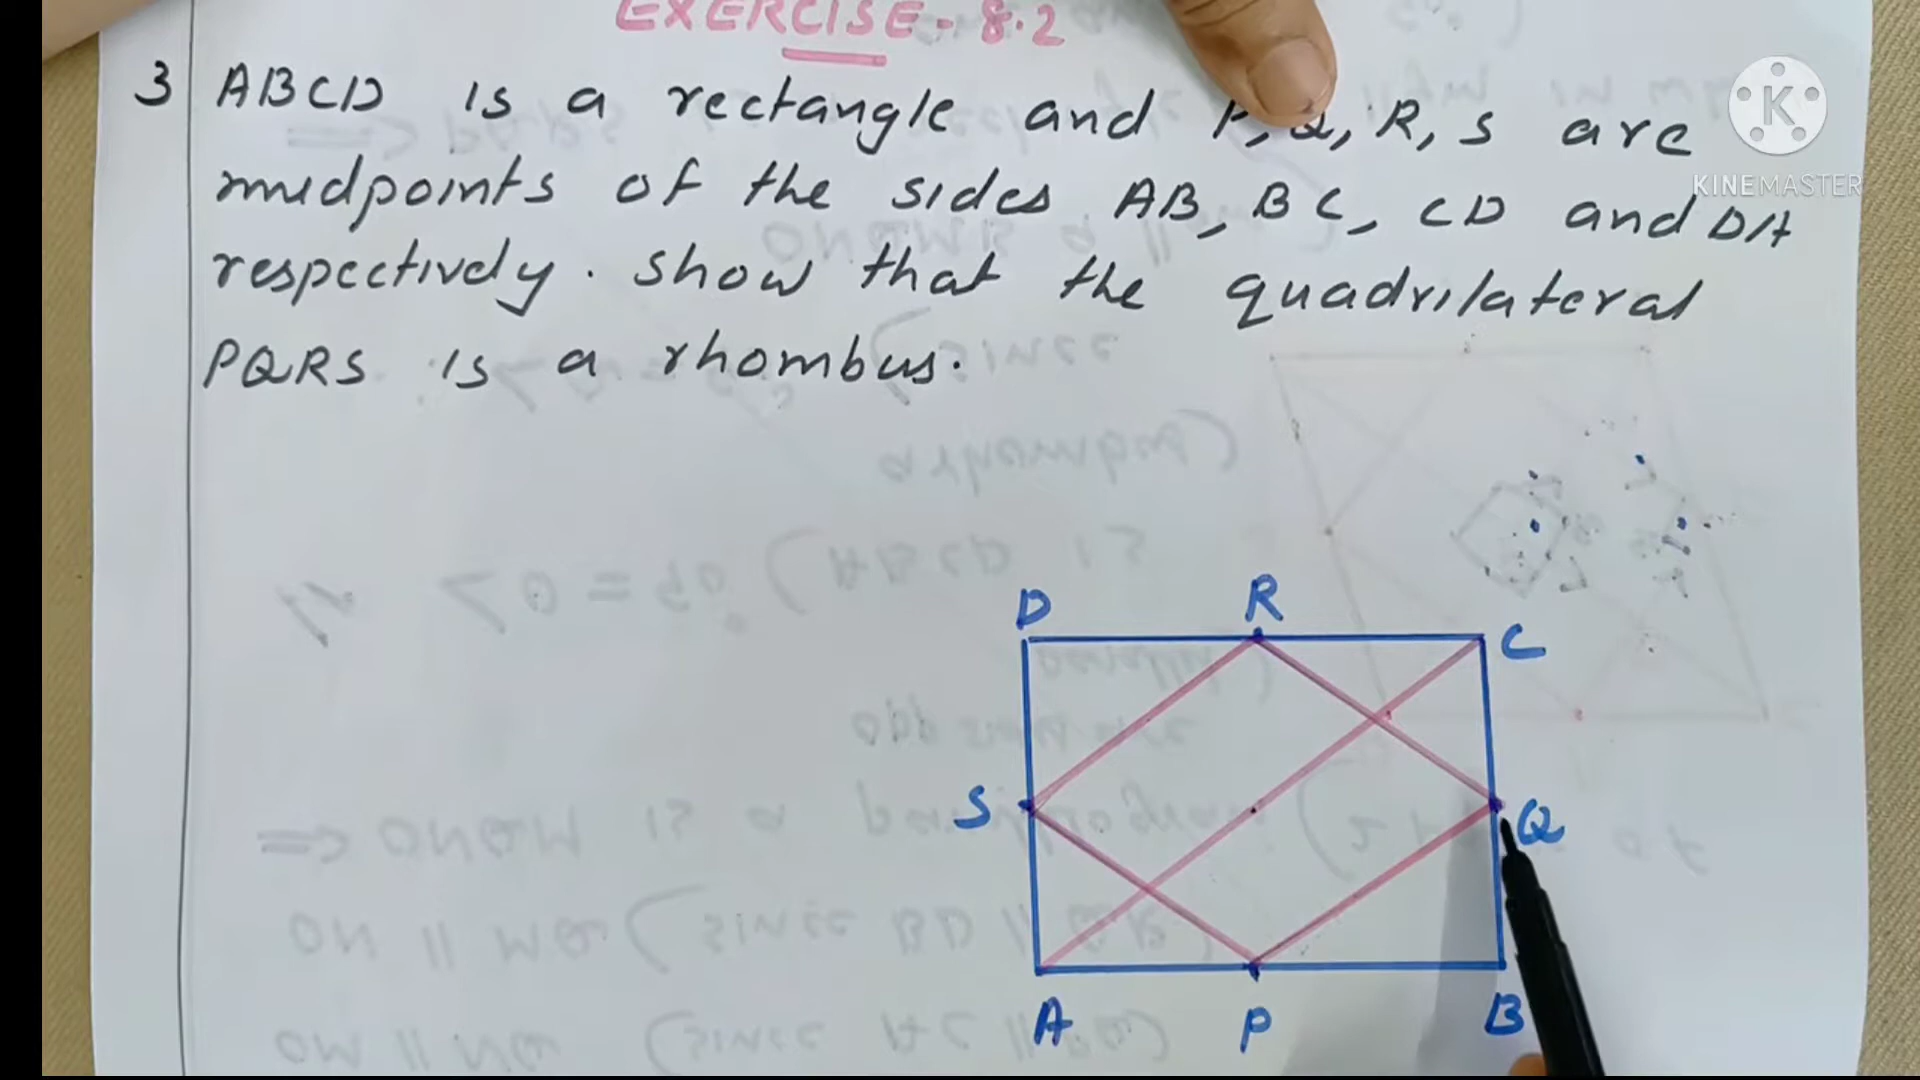 EXERCISE - 8.2
3 ABCD is a rectangle and P, Q, R, S are
midpoints of the sides AB, BC, CD and DA
respectively. Show that the quadrilateral
PQRS is a rhombus.
K
KINEMASTER
D R C
S Q
A P B